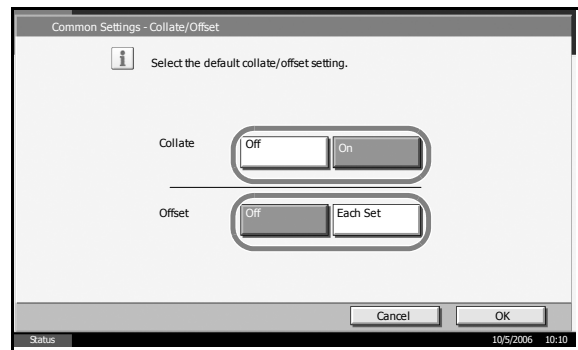 Common Settings - Collate/Offset
i
Select the default collate/offset setting.
Collate
Off
On
Offset
Off
Each Set
Cancel
OK
Status
10/5/2006 10:10